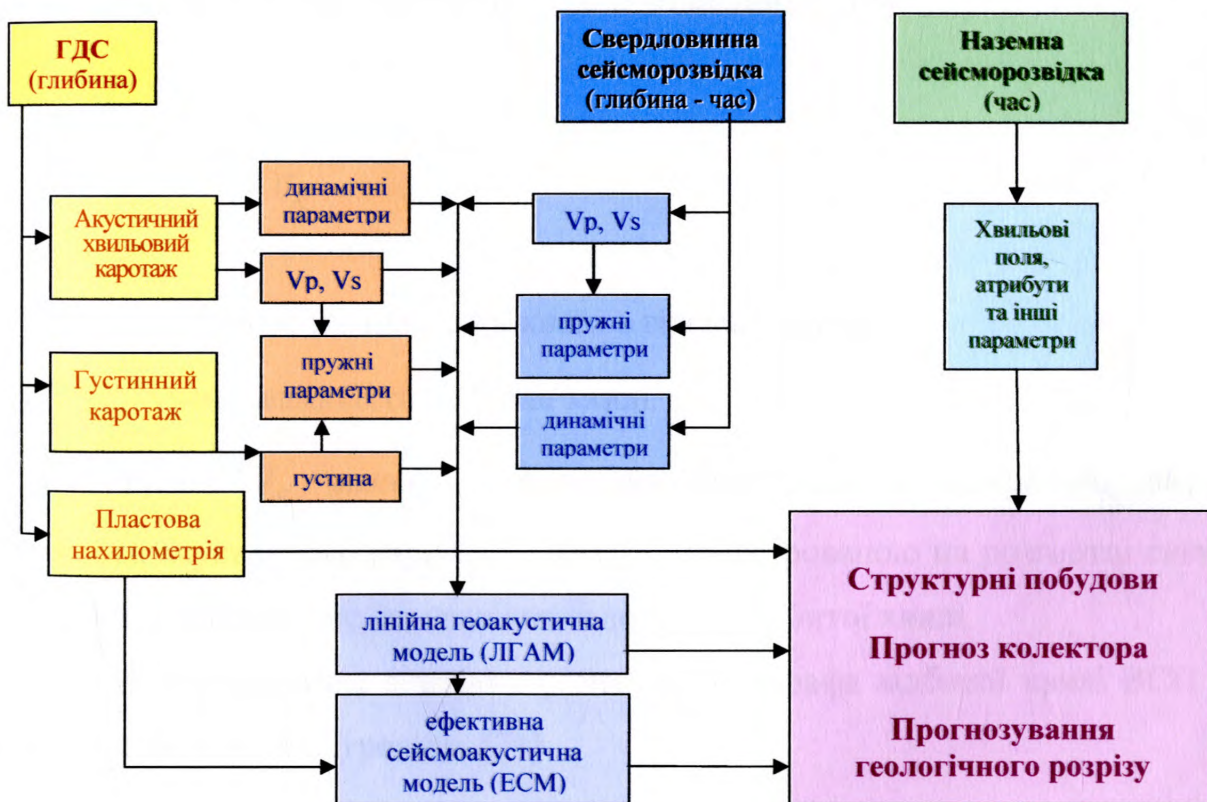 ГДС
(глибина)
Свердловинна
сейсморозвідка
(глибина - час)
Наземна
сейсморозвідка
(час)
Акустичний
хвильовий
каротаж
динамічні
параметри
Vp, Vs
пружні
параметри
Густинний
каротаж
густина
Пластова
нахилометрія
Vp, Vs
пружні
параметри
динамічні
параметри
Хвильові
поля,
атрибути
та інші
параметри
лінійна геоакустична
модель (ЛГАМ)
ефективна
сейсмоакустична
модель (ЕСМ)
Структурні побудови
Прогноз колектора
Прогнозування
геологічного розрізу